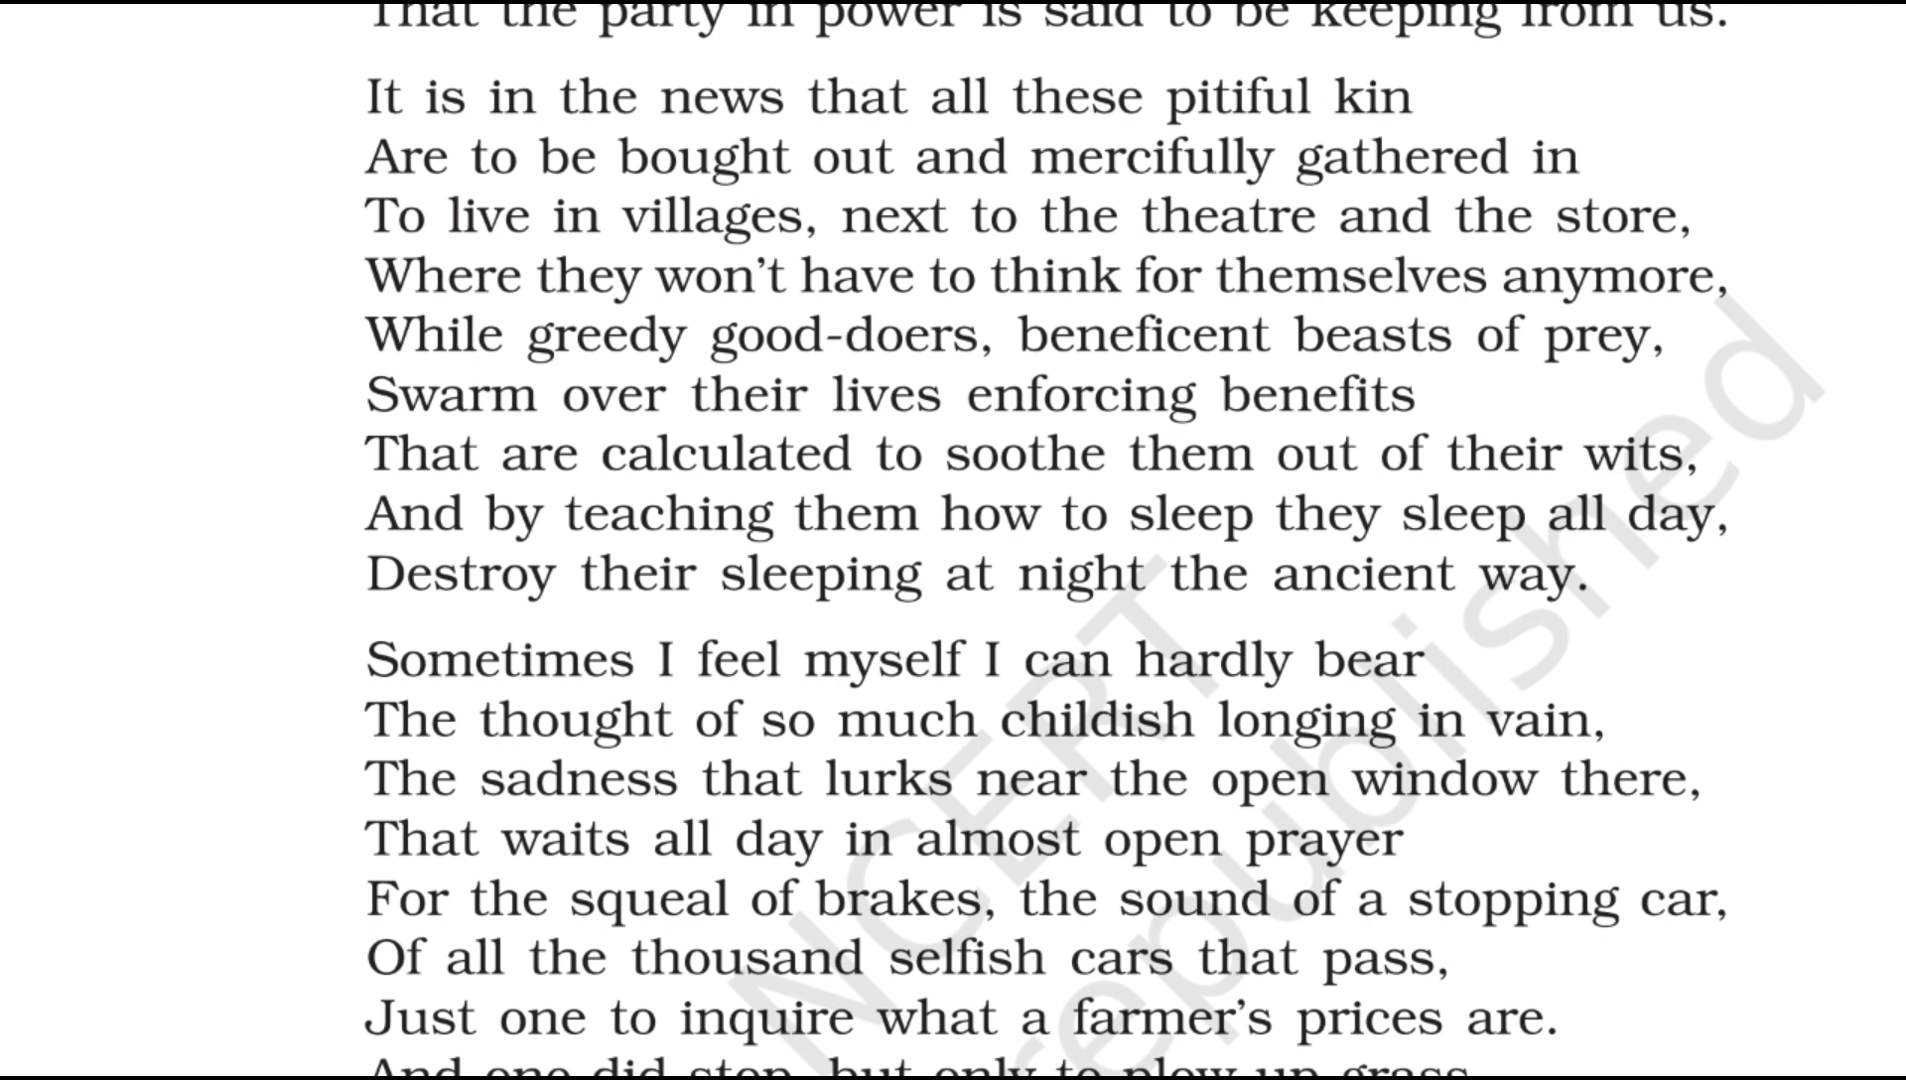 That the party in power is said to be keeping from us.
It is in the news that all these pitiful kin
Are to be bought out and mercifully gathered in
To live in villages, next to the theatre and the store,
Where they won’t have to think for themselves anymore,
While greedy good-doers, beneficent beasts of prey,
Swarm over their lives enforcing benefits
That are calculated to soothe them out of their wits,
And by teaching them how to sleep they sleep all day,
Destroy their sleeping at night the ancient way.
Sometimes I feel myself I can hardly bear
The thought of so much childish longing in vain,
The sadness that lurks near the open window there,
That waits all day in almost open prayer
For the squeal of brakes, the sound of a stopping car,
Of all the thousand selfish cars that pass,
Just one to inquire what a farmer’s prices are.
And one did stop, but only to plow up grass
NCERT
republished